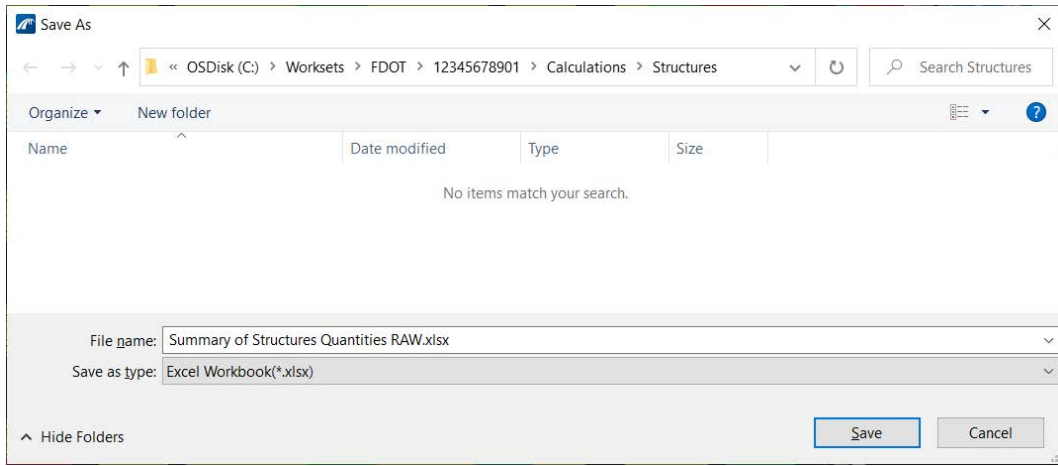 Save As
« OSDisk (C:) > Worksets > FDOT > 12345678901 > Calculations > Structures
Search Structures
Organize
New folder
Name
Date modified
Type
Size
No items match your search.
File name: Summary of Structures Quantities RAW.xlsx
Save as type: Excel Workbook(*.xlsx)
Hide Folders
Save
Cancel